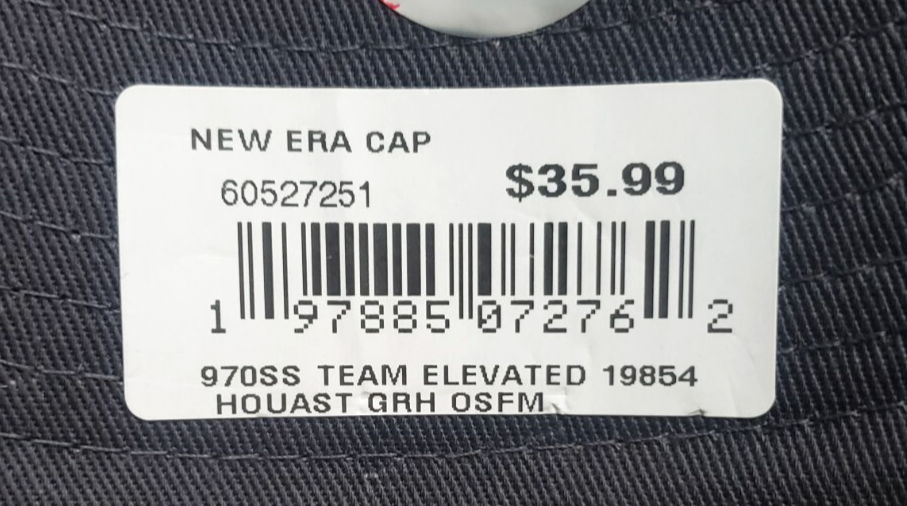 NEW ERA CAP
60527251 $35.99
1 97885 07276 2
970SS TEAM ELEVATED 19854
HOUAST GRH OSFM